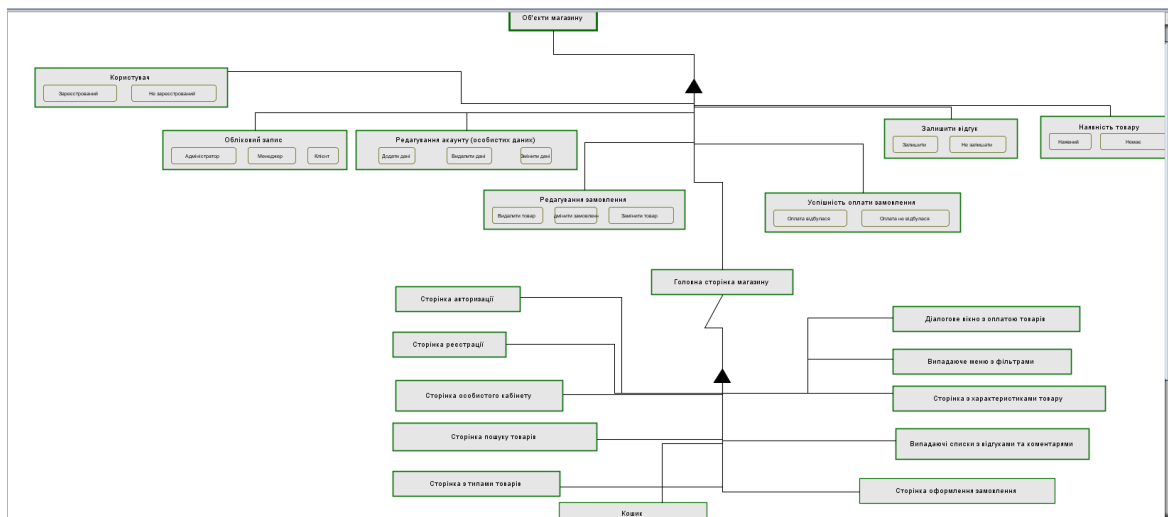 Об'єкти магазину
Користувач
Зареєстрований
Не зареєстрований
Обліковий запис
Адміністратор
Менеджер
Клієнт
Редагування акаунту (особистих даних)
Додати дані
Видалити дані
Змінити дані
Залишити відгук
Залишити
Не залишити
Наявність товару
Наявний
Немає
Редагування замовлення
Видалити товар
Замінити товар
Успішність оплати замовлення
Оплата відбулася
Оплата не відбулася
Головна сторінка магазину
Сторінка авторизації
Сторінка реєстрації
Сторінка особистого кабінету
Сторінка пошуку товарів
Сторінка з типами товарів
Кошик
Діалогове вікно з оплатою товарів
Випадаюче меню з фільтрами
Сторінка з характеристиками товару
Випадаючі списки з відгуками та коментарями
Сторінка оформлення замовлення